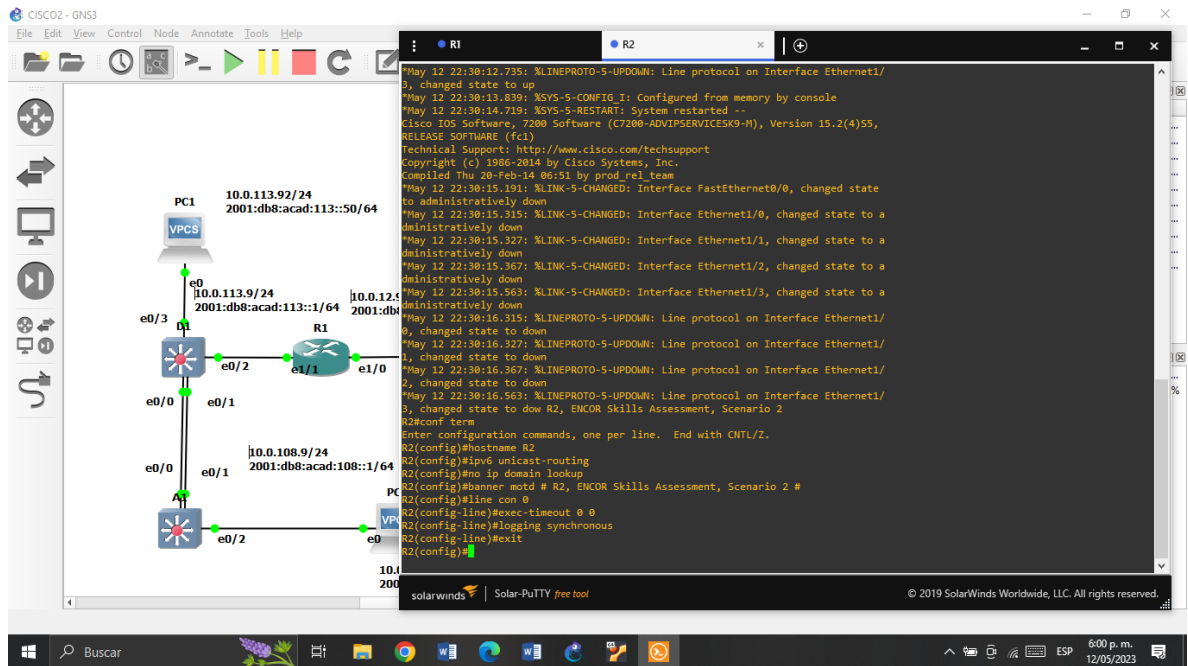 CISCO2 - GNS3
File Edit View Control Node Annotate Tools Help
R1
R2
*May 12 22:30:12.735: %LINEPROTO-5-UPDOWN: Line protocol on Interface Ethernet1/
3, changed state to up
*May 12 22:30:13.839: %SYS-5-CONFIG_I: Configured from memory by console
*May 12 22:30:14.719: %SYS-5-RESTART: System restarted --
Cisco IOS Software, 7200 Software (C7200-ADVIPSERVICESK9-M), Version 15.2(4)S5,
RELEASE SOFTWARE (fc1)
Technical Support: http://www.cisco.com/techsupport
Copyright (c) 1986-2014 by Cisco Systems, Inc.
Compiled Thu 20-Feb-14 06:51 by prod_rel_team
*May 12 22:30:15.191: %LINK-5-CHANGED: Interface FastEthernet0/0, changed state
to administratively down
*May 12 22:30:15.315: %LINK-5-CHANGED: Interface Ethernet1/0, changed state to a
dministratively down
*May 12 22:30:15.327: %LINK-5-CHANGED: Interface Ethernet1/1, changed state to a
dministratively down
*May 12 22:30:15.367: %LINK-5-CHANGED: Interface Ethernet1/2, changed state to a
dministratively down
*May 12 22:30:15.563: %LINK-5-CHANGED: Interface Ethernet1/3, changed state to a
dministratively down
*May 12 22:30:16.315: %LINEPROTO-5-UPDOWN: Line protocol on Interface Ethernet1/
0, changed state to down
*May 12 22:30:16.327: %LINEPROTO-5-UPDOWN: Line protocol on Interface Ethernet1/
1, changed state to down
*May 12 22:30:16.367: %LINEPROTO-5-UPDOWN: Line protocol on Interface Ethernet1/
2, changed state to down
*May 12 22:30:16.563: %LINEPROTO-5-UPDOWN: Line protocol on Interface Ethernet1/
3, changed state to dow R2, ENCOR Skills Assessment, Scenario 2
R2#conf term
Enter configuration commands, one per line. End with CNTL/Z.
R2(config)#hostname R2
R2(config)#ipv6 unicast-routing
R2(config)#no ip domain lookup
R2(config)#banner motd # R2, ENCOR Skills Assessment, Scenario 2 #
R2(config)#line con 0
R2(config-line)#exec-timeout 0 0
R2(config-line)#logging synchronous
R2(config-line)#exit
R2(config)#
solarwinds Solar-PuTTY free tool
© 2019 SolarWinds Worldwide, LLC. All rights reserved.
PC1
10.0.113.92/24
2001:db8:acad:113::50/64
VPCS
e0
10.0.113.9/24
2001:db8:acad:113::1/64
10.0.12.9
2001:db8
e0/3
D1
R1
e0/2
e1/1
e1/0
e0/0
e0/1
10.0.108.9/24
2001:db8:acad:108::1/64
e0/0
e0/1
A1
PC
VPC
e0/2
e0
10.0
200
%
Buscar
ESP
6:00 p. m.
12/05/2023